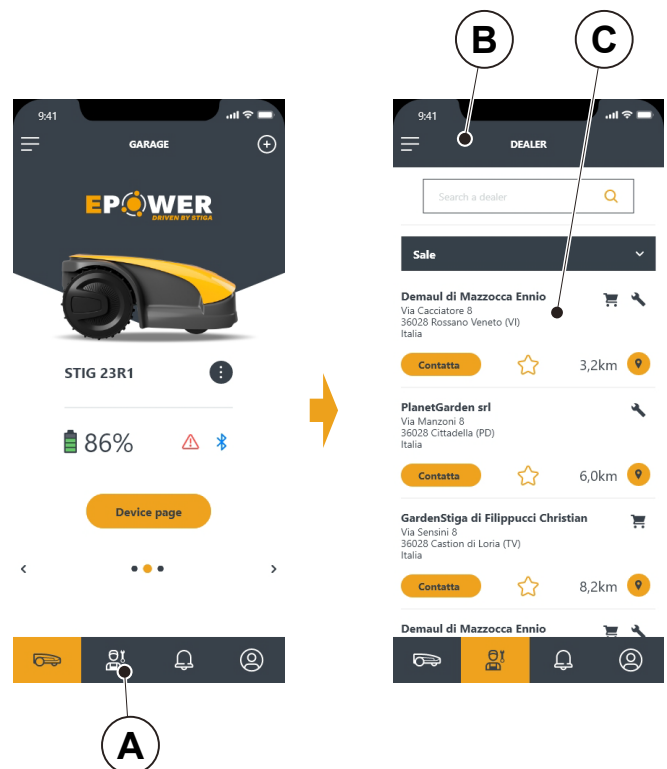 B
C
9:41
GARAGE
EPOWER
DRIVEN BY STIGA
STIG 23R1
86%
Device page
A
9:41
DEALER
Search a dealer
Sale
Demaul di Mazzocca Ennio
Via Cacciatore 8
36028 Rossano Veneto (VI)
Italia
Contatta
3,2km
PlanetGarden srl
Via Manzoni 8
36028 Cittadella (PD)
Italia
Contatta
6,0km
GardenStiga di Filippucci Christian
Via Sensini 8
36028 Castion di Loria (TV)
Italia
Contatta
8,2km
Demaul di Mazzocca Ennio